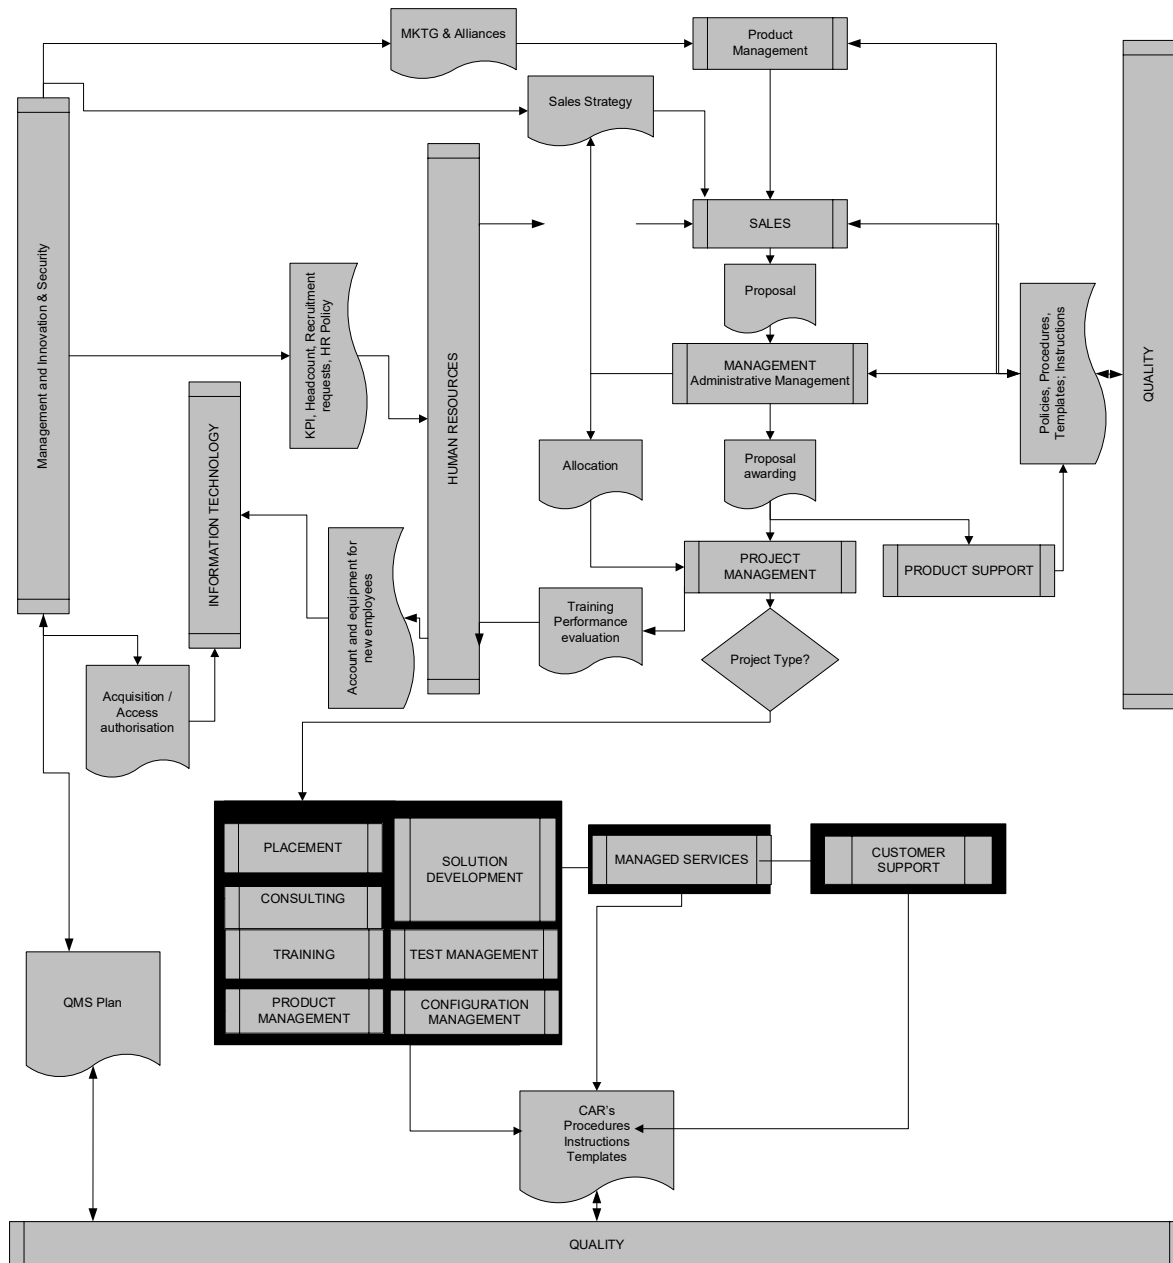 MKTG & Alliances
Product
Management
Sales Strategy
SALES
Management and Innovation & Security
KPI, Headcount, Recruitment
requests, HR Policy
HUMAN RESOURCES
Proposal
MANAGEMENT
Administrative Management
Policies, Procedures,
Templates; Instructions
QUALITY
INFORMATION TECHNOLOGY
Allocation
Proposal
awarding
Account and equipment for
new employees
PROJECT
MANAGEMENT
PRODUCT SUPPORT
Training
Performance
evaluation
Project Type?
Acquisition /
Access
authorisation
PLACEMENT
SOLUTION
DEVELOPMENT
MANAGED SERVICES
CUSTOMER
SUPPORT
CONSULTING
TRAINING
TEST MANAGEMENT
PRODUCT
MANAGEMENT
CONFIGURATION
MANAGEMENT
QMS Plan
CAR's
Procedures
Instructions
Templates
QUALITY